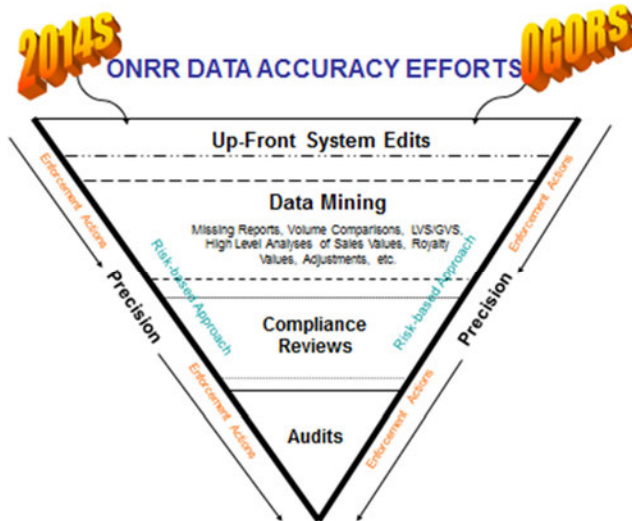 2014S
OGORS
ONRR DATA ACCURACY EFFORTS
Up-Front System Edits
Data Mining
Missing Reports, Volume Comparisons, LVS/GVS,
High Level Analyses of Sales Values, Royalty
Values, Adjustments, etc.
Compliance
Reviews
Audits
Enforcement Actions
Precision
Enforcement Actions
Risk-based Approach
Risk-based Approach
Enforcement Actions
Precision
Enforcement Actions